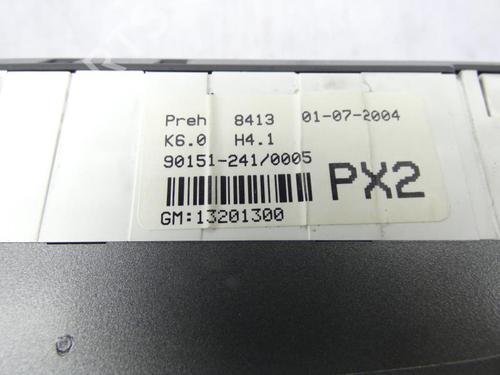 Preh 8413 01-07-2004
K6.0 H4.1
90151-241/0005
PX2
GM:13201300